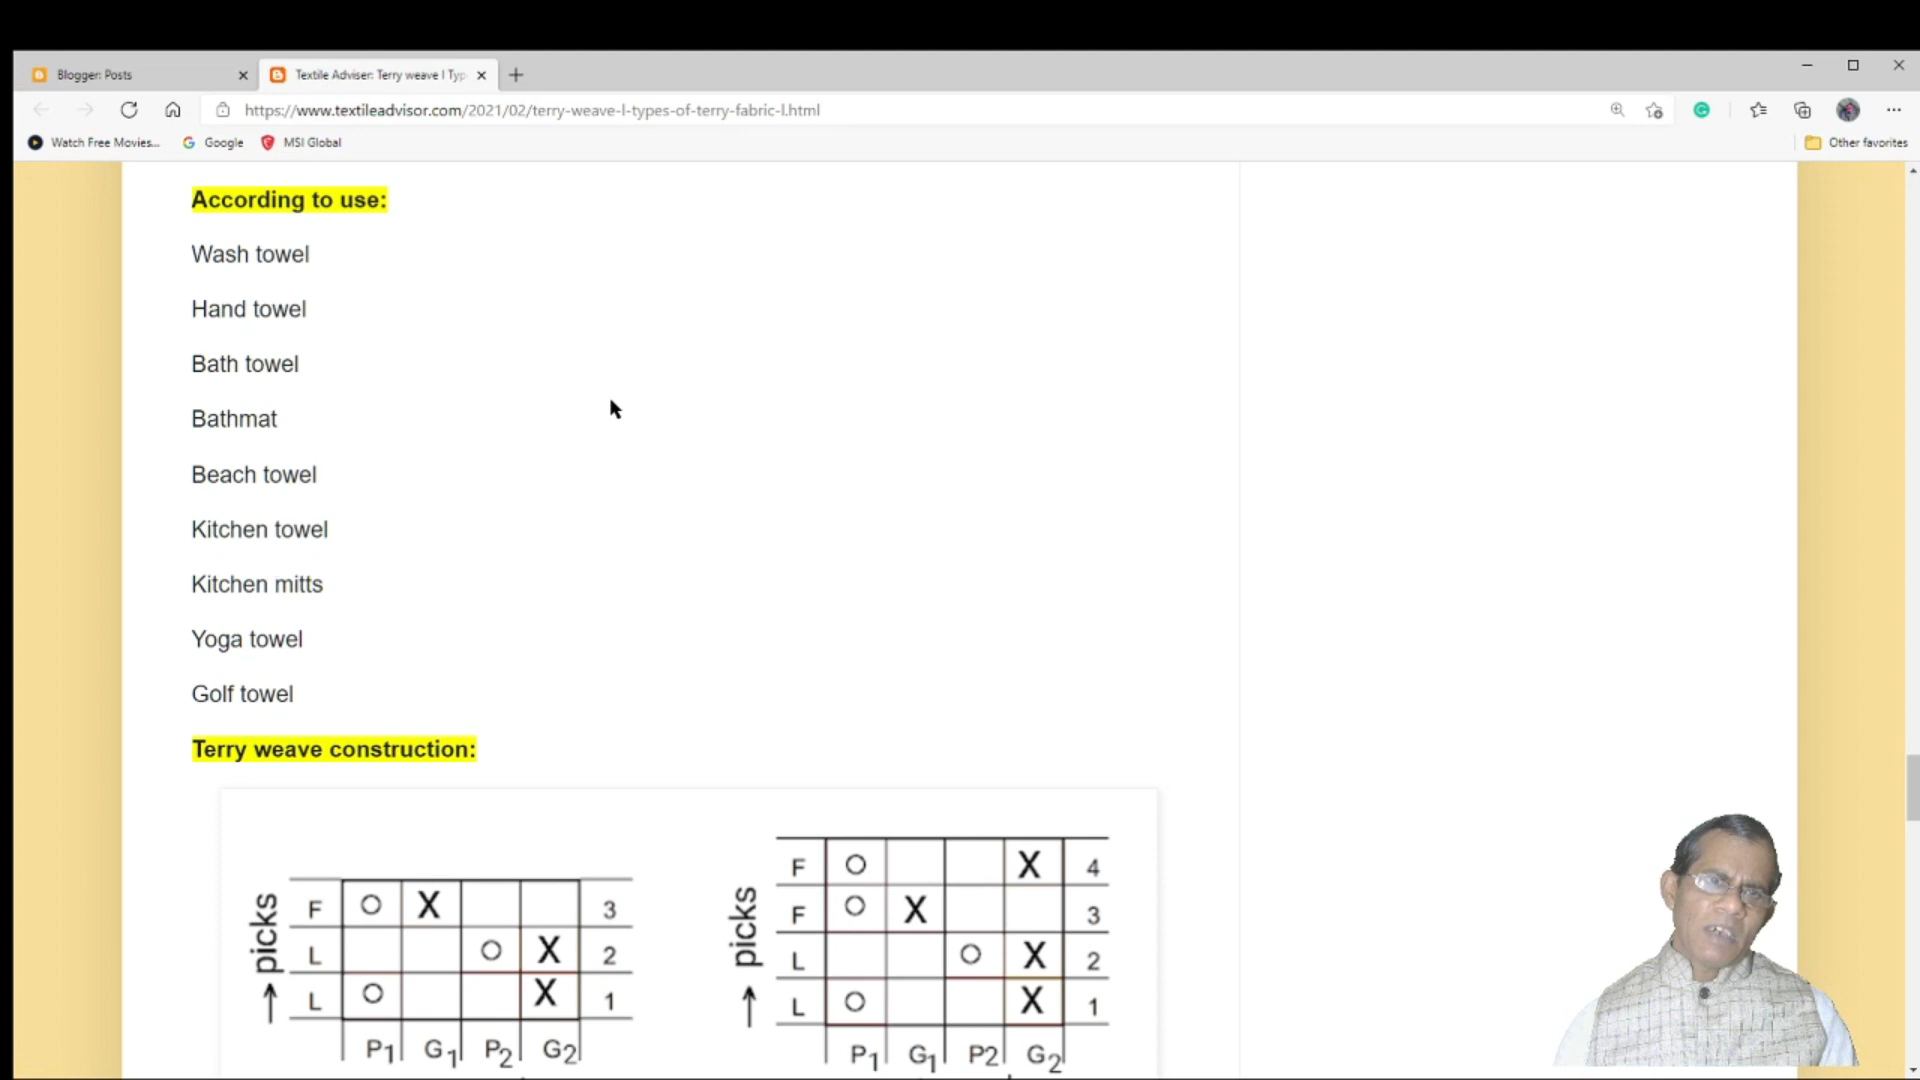 Blogger: Posts
Textile Adviser: Terry weave l Typ
https://www.textileadvisor.com/2021/02/terry-weave-l-types-of-terry-fabric-l.html
Watch Free Movies... Google MSI Global Other favorites
According to use:
Wash towel
Hand towel
Bath towel
Bathmat
Beach towel
Kitchen towel
Kitchen mitts
Yoga towel
Golf towel
Terry weave construction:
picks
F O X 3
L O X 2
L O X 1
P1 G1 P2 G2
picks
F O X 4
F O X 3
L O X 2
L O X 1
P1 G1 P2 G2